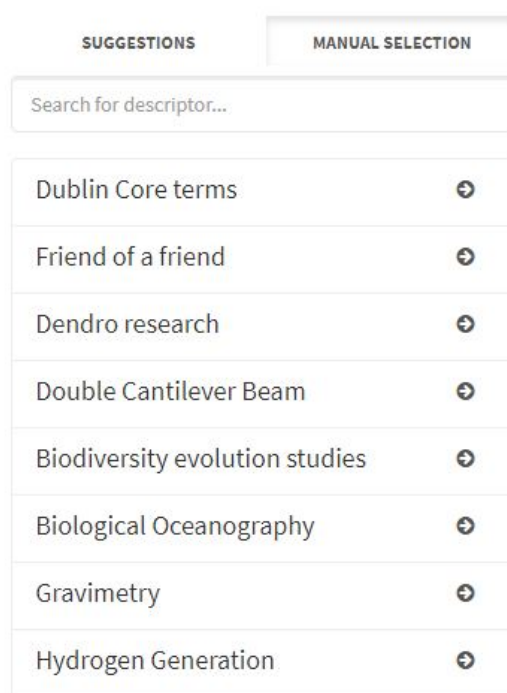 SUGGESTIONS MANUAL SELECTION
Search for descriptor...
Dublin Core terms
Friend of a friend
Dendro research
Double Cantilever Beam
Biodiversity evolution studies
Biological Oceanography
Gravimetry
Hydrogen Generation